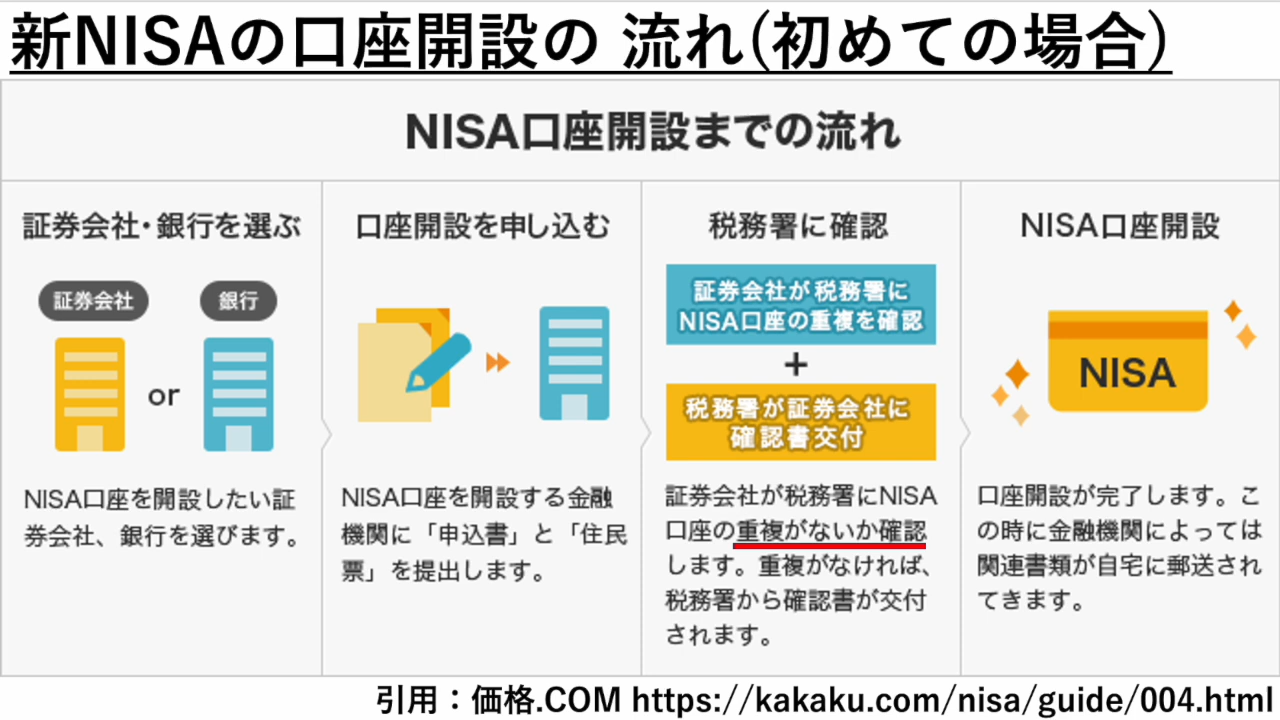 新NISAの口座開設の 流れ(初めての場合)
NISA口座開設までの流れ
証券会社・銀行を選ぶ
証券会社
銀行
or
NISA口座を開設したい証
券会社、銀行を選びます。
口座開設を申し込む
NISA口座を開設する金融
機関に「申込書」と「住民
票」を提出します。
税務署に確認
証券会社が税務署に
NISA口座の重複を確認
+
税務署が証券会社に
確認書交付
証券会社が税務署にNISA
口座の重複がないか確認
します。重複がなければ、
税務署から確認書が交付
されます。
NISA口座開設
NISA
口座開設が完了します。こ
の時に金融機関によっては
関連書類が自宅に郵送され
てきます。
引用：価格.COM https://kakaku.com/nisa/guide/004.html